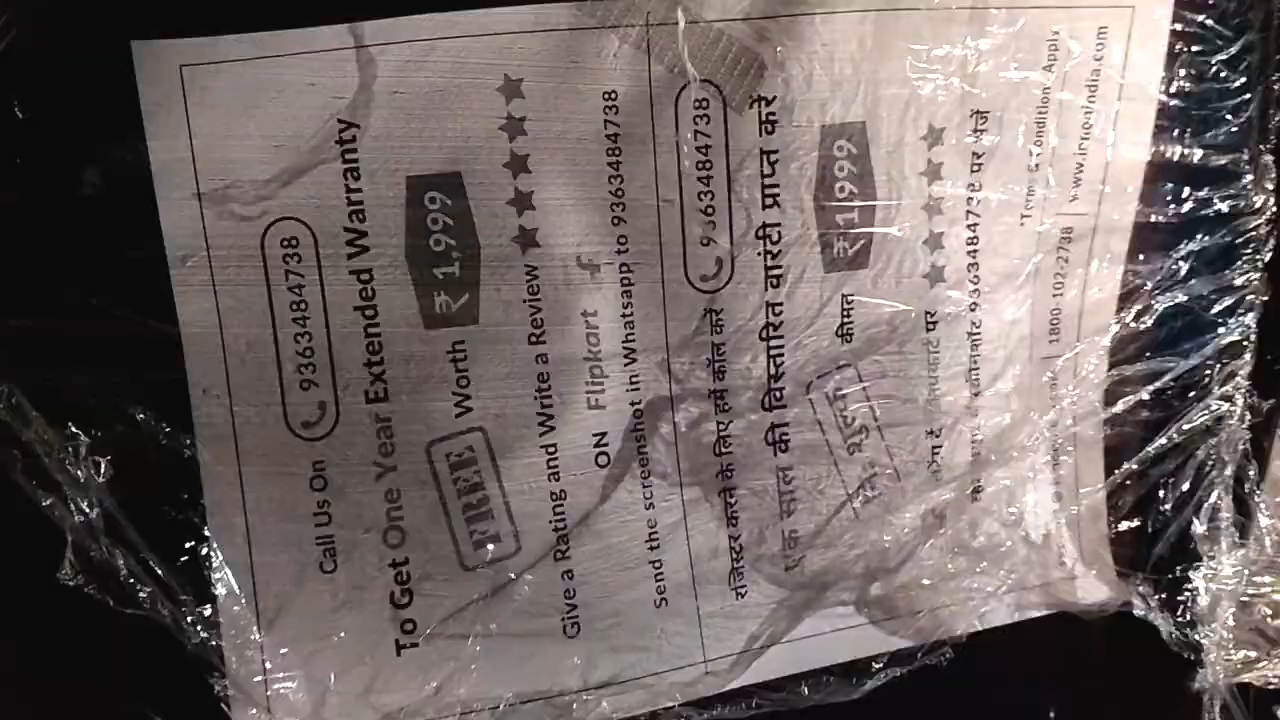 Call Us On 9363484738
To Get One Year Extended Warranty
FREE Worth ₹ 1,999
Give a Rating and Write a Review ★★★★★
ON Flipkart
Send the screenshot in Whatsapp to 9363484738
रजिस्टर करने के लिए हमें कॉल करें 9363484738
एक साल की विस्तारित वारंटी प्राप्त करें
नि: शुल्क कीमत ₹ 1,999
पर ★★★★★
9363484738 पर भेजें
*Term & Condition Apply
1800-102-2738 |